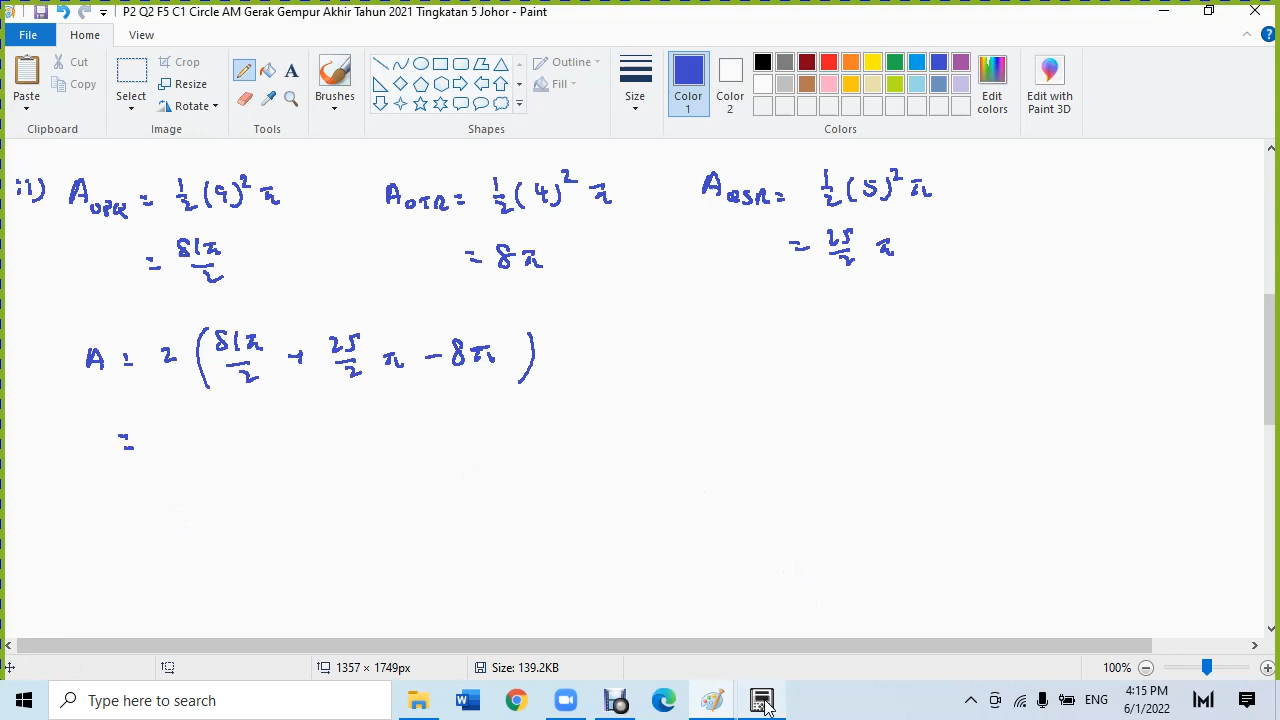 P2 Q2 F5 C1 Circle AM Gerak Gempur Akhir Tahun 2021 Tingkatan 5 Johor - Paint
File Home View
Paste Cut Copy
Select Crop Resize Rotate
Brushes
Outline Fill
Size
Color 1
Color 2
Edit colors
Edit with Paint 3D
Clipboard Image Tools Shapes Colors
ii) A_OPQ = ½(9)² π A_OTR = ½(4)² π A_QSR = ½(5)² π
= 81π/2 = 8π = 25/2 π
A = 2 (81π/2 + 25/2 π - 8π)
=
1357 × 1749px Size: 139.2KB 100%
Type here to search
ENG 4:15 PM
6/1/2022